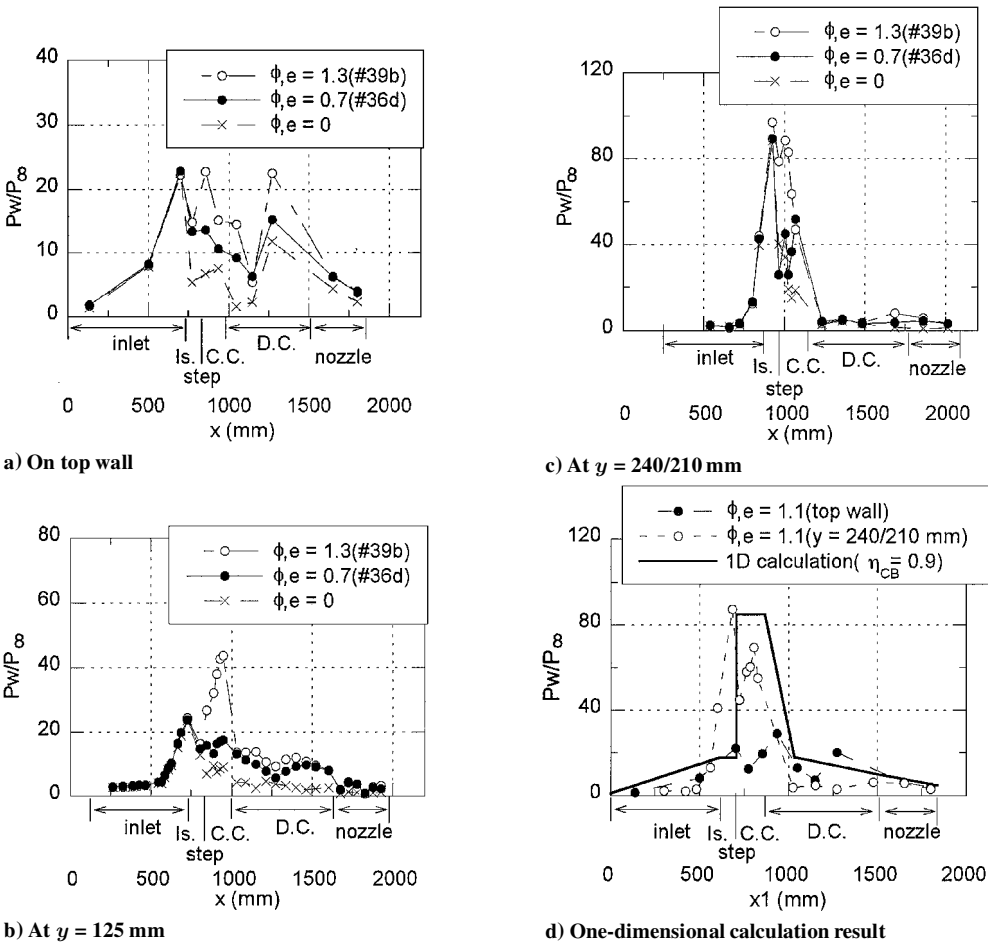 40
30
20
10
0
Pw/P∞
ϕ,e = 1.3(#39b)
ϕ,e = 0.7(#36d)
ϕ,e = 0
inlet
Is.
C.C.
D.C.
nozzle
step
0 500 1000 1500 2000
x (mm)
a) On top wall
120
80
40
0
Pw/P∞
ϕ,e = 1.3(#39b)
ϕ,e = 0.7(#36d)
ϕ,e = 0
inlet
Is.
C.C.
D.C.
nozzle
step
0 500 1000 1500 2000
x (mm)
c) At y = 240/210 mm
80
60
40
20
0
Pw/P∞
ϕ,e = 1.3(#39b)
ϕ,e = 0.7(#36d)
ϕ,e = 0
inlet
Is.
C.C.
D.C.
nozzle
step
0 500 1000 1500 2000
x (mm)
b) At y = 125 mm
120
80
40
0
Pw/P∞
ϕ,e = 1.1(top wall)
ϕ,e = 1.1(y = 240/210 mm)
1D calculation( ηCB = 0.9)
inlet
Is.
C.C.
D.C.
nozzle
step
0 500 1000 1500 2000
x1 (mm)
d) One-dimensional calculation result